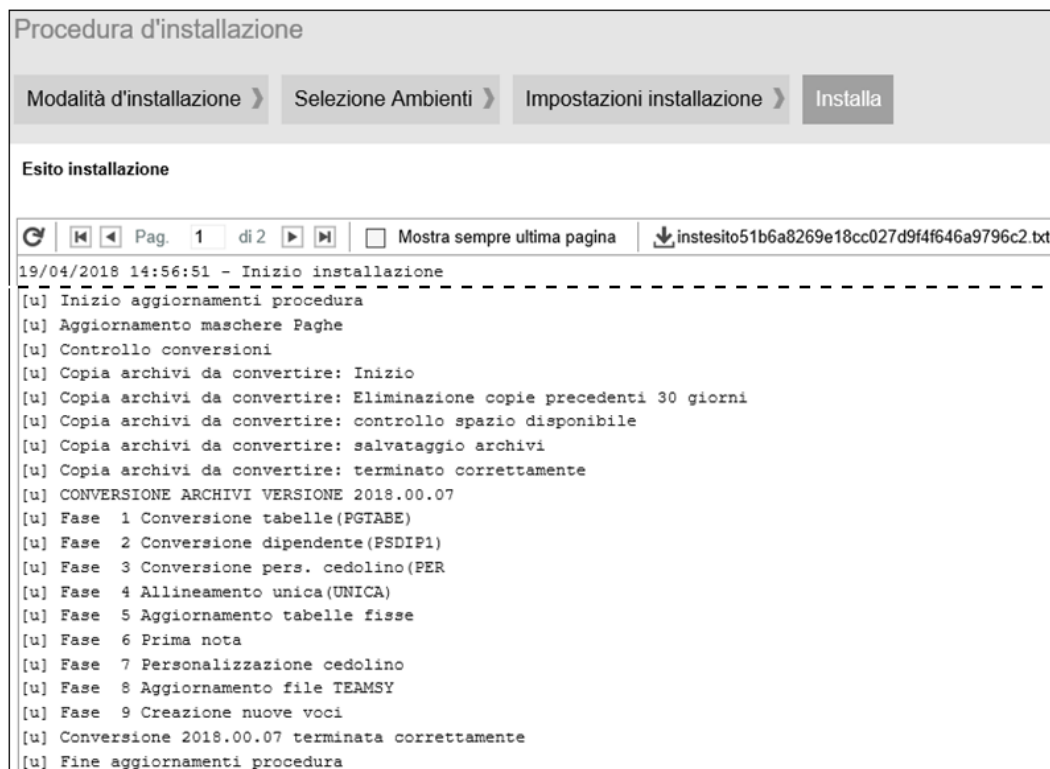 Procedura d'installazione
Modalità d'installazione Selezione Ambienti Impostazioni installazione Installa
Esito installazione
Pag. 1 di 2 Mostra sempre ultima pagina instesito51b6a8269e18cc027d9f4f646a9796c2.txt
19/04/2018 14:56:51 - Inizio installazione
[u] Inizio aggiornamenti procedura
[u] Aggiornamento maschere Paghe
[u] Controllo conversioni
[u] Copia archivi da convertire: Inizio
[u] Copia archivi da convertire: Eliminazione copie precedenti 30 giorni
[u] Copia archivi da convertire: controllo spazio disponibile
[u] Copia archivi da convertire: salvataggio archivi
[u] Copia archivi da convertire: terminato correttamente
[u] CONVERSIONE ARCHIVI VERSIONE 2018.00.07
[u] Fase 1 Conversione tabelle(PGTABE)
[u] Fase 2 Conversione dipendente(PSDIP1)
[u] Fase 3 Conversione pers. cedolino(PER
[u] Fase 4 Allineamento unica(UNICA)
[u] Fase 5 Aggiornamento tabelle fisse
[u] Fase 6 Prima nota
[u] Fase 7 Personalizzazione cedolino
[u] Fase 8 Aggiornamento file TEAMSY
[u] Fase 9 Creazione nuove voci
[u] Conversione 2018.00.07 terminata correttamente
[u] Fine aggiornamenti procedura